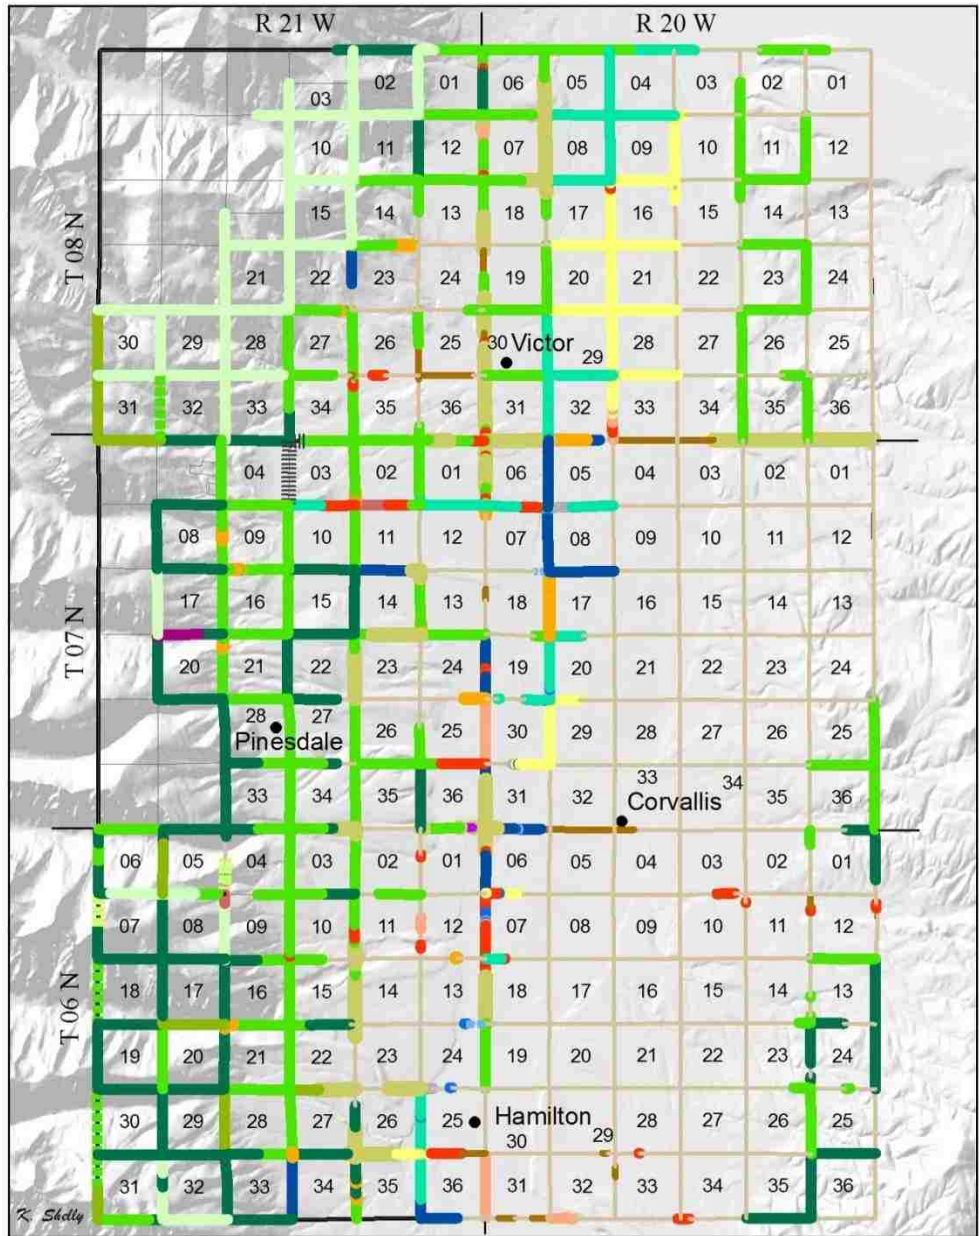 R 21 W R 20 W
T 08 N
03 02 01 06 05 04 03 02 01
10 11 12 07 08 09 10 11 12
15 14 13 18 17 16 15 14 13
21 22 23 24 19 20 21 22 23 24
30 29 28 27 26 25 30 Victor 29 28 27 26 25
31 32 33 34 35 36 31 32 33 34 35 36
T 07 N
04 03 02 01 06 05 04 03 02 01
08 09 10 11 12 07 08 09 10 11 12
17 16 15 14 13 18 17 16 15 14 13
20 21 22 23 24 19 20 21 22 23 24
28 27 26 25 30 29 28 27 26 25
Pinesdale
33 34 35 36 31 32 33 34 35 36
Corvallis
T 06 N
06 05 04 03 02 01 06 05 04 03 02 01
07 08 09 10 11 12 07 08 09 10 11 12
18 17 16 15 14 13 18 17 16 15 14 13
19 20 21 22 23 24 19 20 21 22 23 24
30 29 28 27 26 25 Hamilton 30 29 28 27 26 25
31 32 33 34 35 36 31 32 33 34 35 36
K. Shelly